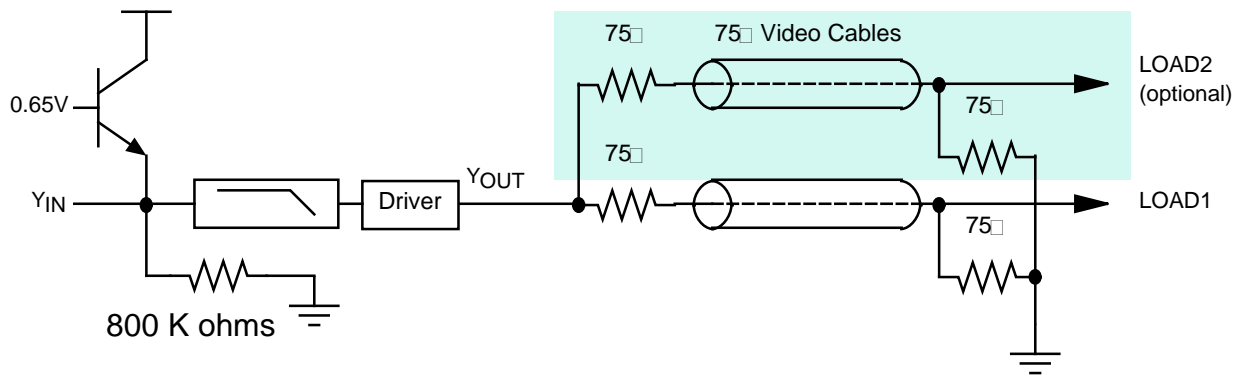 75□
75□ Video Cables
LOAD2
(optional)
0.65V
75□
75□
YOUT
YIN
Driver
LOAD1
75□
800 K ohms